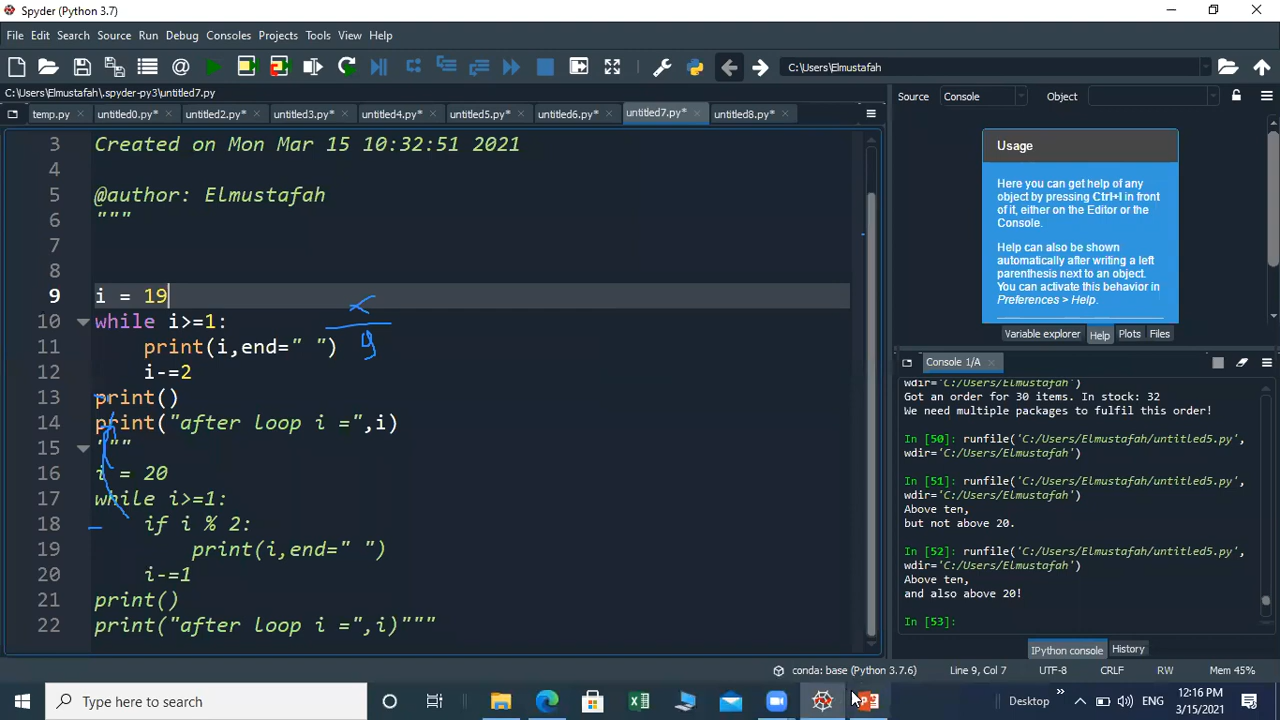 Spyder (Python 3.7)
File Edit Search Source Run Debug Consoles Projects Tools View Help
C:\Users\Elmustafah
C:\Users\Elmustafah\.spyder-py3\untitled7.py
temp.py untitled0.py* untitled2.py* untitled3.py* untitled4.py* untitled5.py* untitled6.py* untitled7.py* untitled8.py*
3 Created on Mon Mar 15 10:32:51 2021
4
5 @author: Elmustafah
6 """
7
8
9 i = 19
10 while i>=1:
11 print(i,end=" ")
12 i-=2
13 print()
14 print("after loop i =",i)
15 """
16 i = 20
17 while i>=1:
18 if i % 2:
19 print(i,end=" ")
20 i-=1
21 print()
22 print("after loop i =",i)"""
Source Console Object
Usage
Here you can get help of any
object by pressing Ctrl+I in front
of it, either on the Editor or the
Console.
Help can also be shown
automatically after writing a left
parenthesis next to an object.
You can activate this behavior in
Preferences > Help.
Variable explorer Help Plots Files
Console 1/A
wdir='C:/Users/Elmustafah')
Got an order for 30 items. In stock: 32
We need multiple packages to fulfil this order!
In [50]: runfile('C:/Users/Elmustafah/untitled5.py',
wdir='C:/Users/Elmustafah')
In [51]: runfile('C:/Users/Elmustafah/untitled5.py',
wdir='C:/Users/Elmustafah')
Above ten,
but not above 20.
In [52]: runfile('C:/Users/Elmustafah/untitled5.py',
wdir='C:/Users/Elmustafah')
Above ten,
and also above 20!
In [53]:
IPython console History
conda: base (Python 3.7.6) Line 9, Col 7 UTF-8 CRLF RW Mem 45%
Type here to search
Desktop ENG
12:16 PM
3/15/2021